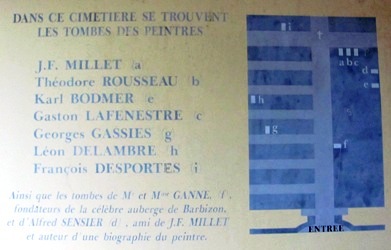 DANS CE CIMETIERE SE TROUVENT
LES TOMBES DES PEINTRES
J.F. MILLET (a)
Théodore ROUSSEAU (b)
Karl BODMER (e)
Gaston LAFENESTRE (c)
Georges GASSIES (g)
Léon DELAMBRE (h)
François DESPORTES (i)
Ainsi que les tombes de Mr et Mme GANNE, (f),
fondateurs de la célèbre auberge de Barbizon,
et d'Alfred SENSIER (d), ami de J.F. MILLET
et auteur d'une biographie du peintre.
i
abc
d
e
h
g
f
ENTREE